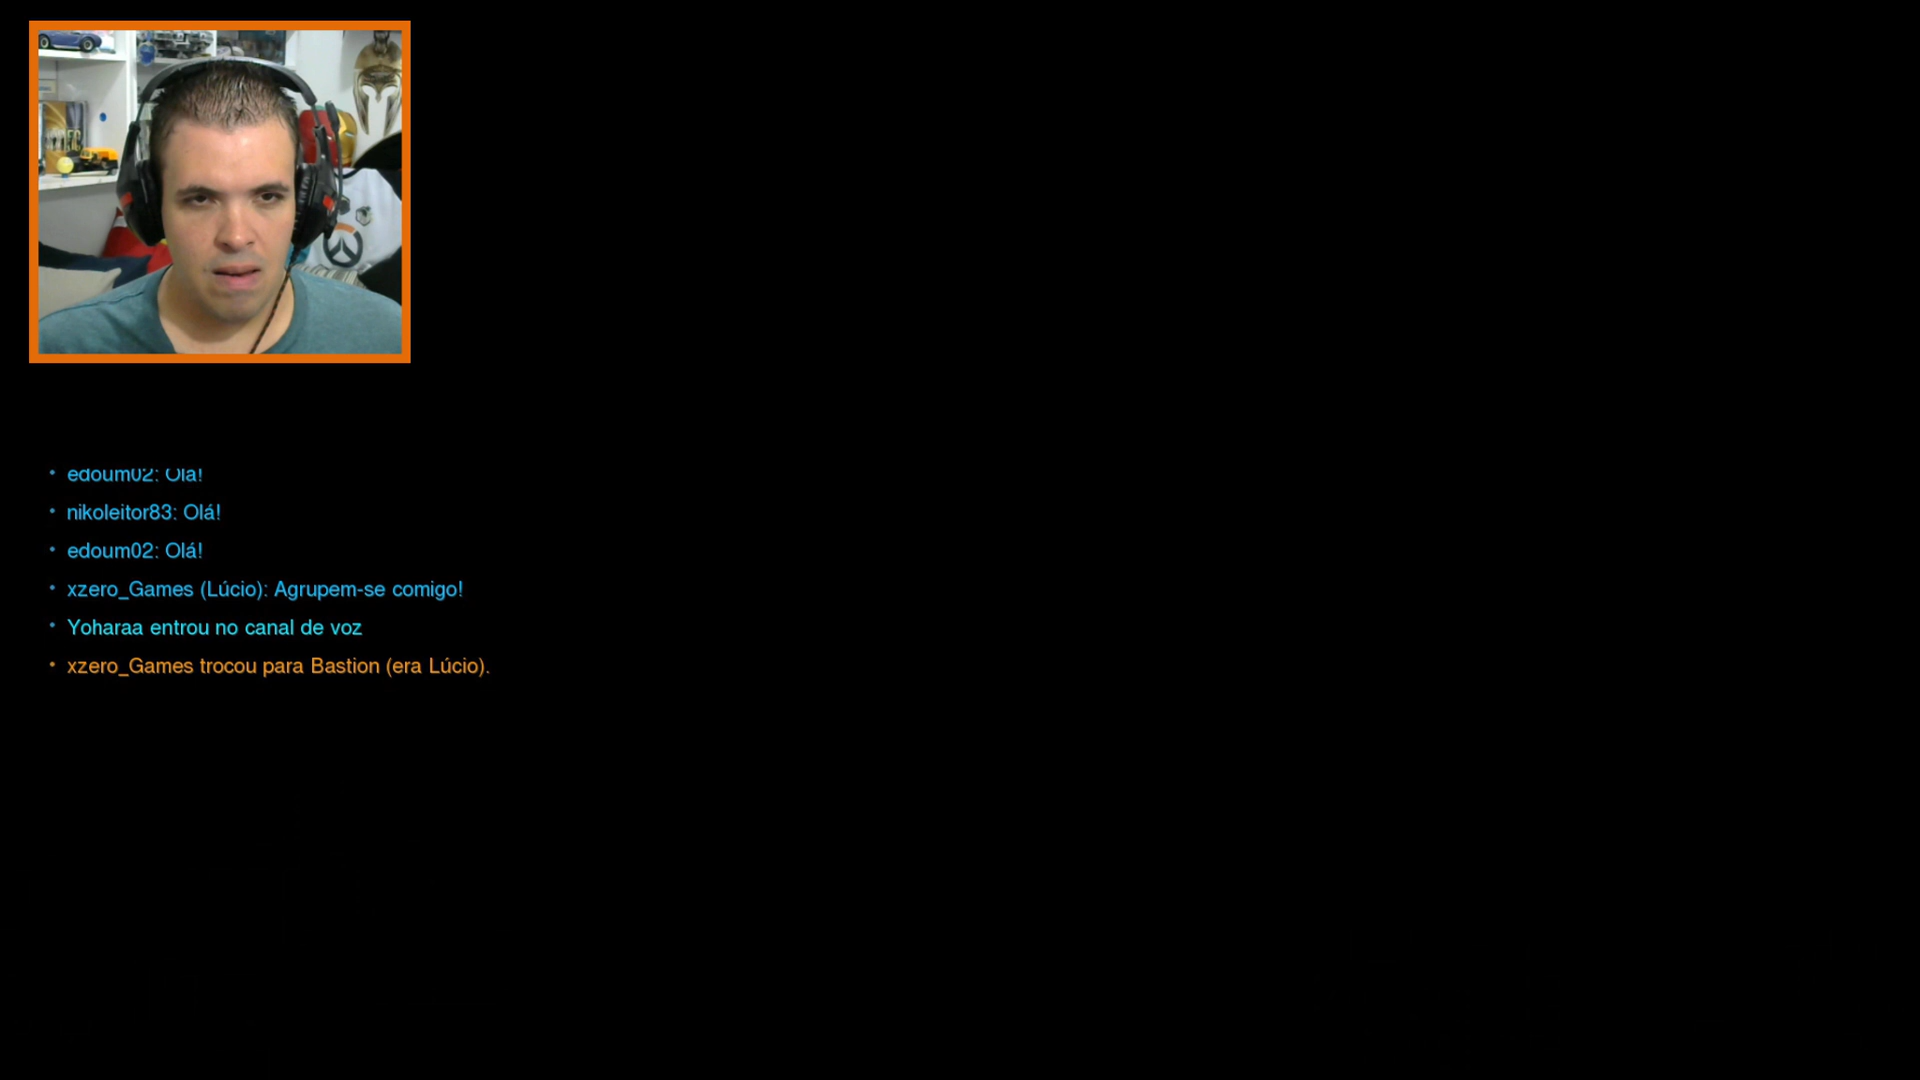 edoum02: Olá!
nikoleitor83: Olá!
edoum02: Olá!
xzero_Games (Lúcio): Agrupem-se comigo!
Yoharaa entrou no canal de voz
xzero_Games trocou para Bastion (era Lúcio).